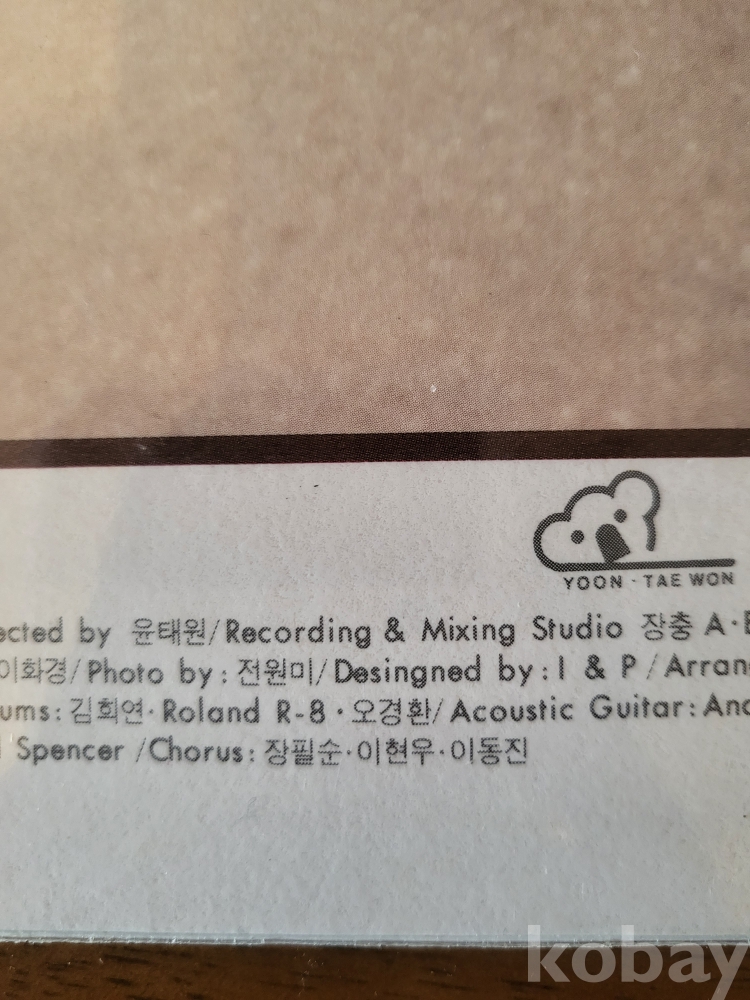 YOON · TAE WON
ected by 윤태원/Recording & Mixing Studio 장충 A·
이화경/Photo by: 전원미/Desingned by: I & P/Arran
ums: 김희연· Roland R-8 · 오경환/Acoustic Guitar: And
Spencer /Chorus: 장필순·이현우·이동진
kobay